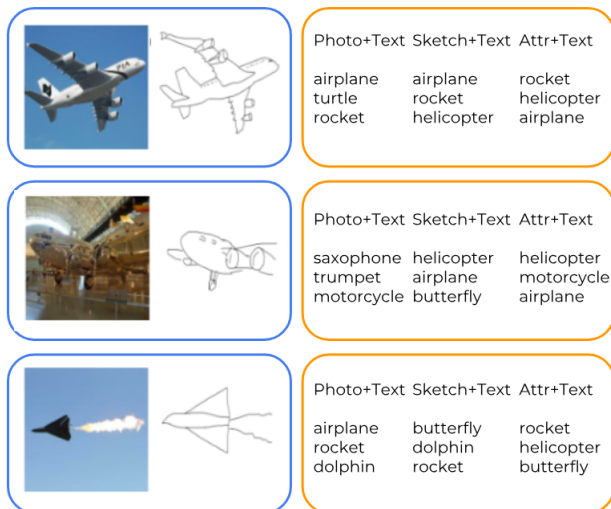 Photo+Text Sketch+Text Attr+Text
airplane airplane rocket
turtle rocket helicopter
rocket helicopter airplane
PIA
Photo+Text Sketch+Text Attr+Text
saxophone helicopter helicopter
trumpet airplane motorcycle
motorcycle butterfly airplane
Photo+Text Sketch+Text Attr+Text
airplane butterfly rocket
rocket dolphin helicopter
dolphin rocket butterfly